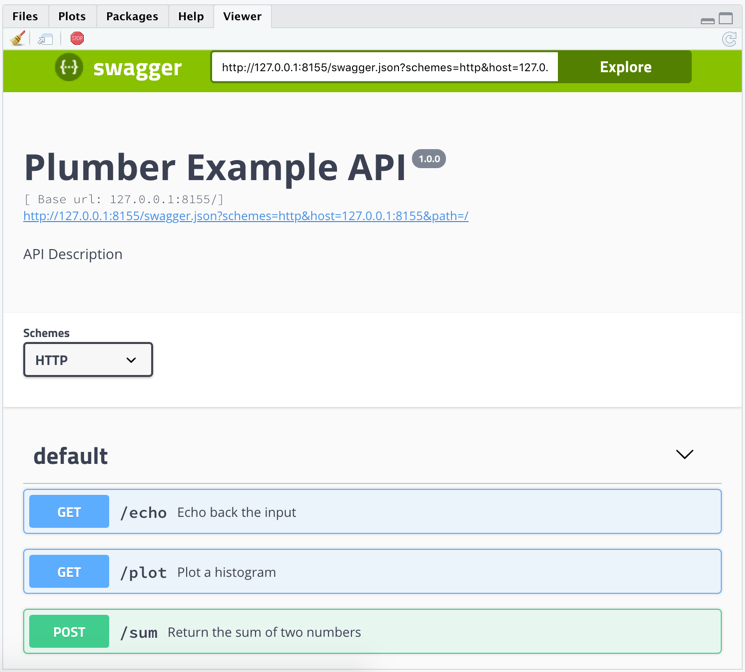 Files Plots Packages Help Viewer
STOP
{··} swagger http://127.0.0.1:8155/swagger.json?schemes=http&host=127.0. Explore
Plumber Example API 1.0.0
[ Base url: 127.0.0.1:8155/]
http://127.0.0.1:8155/swagger.json?schemes=http&host=127.0.0.1:8155&path=/
API Description
Schemes
HTTP
default
GET /echo Echo back the input
GET /plot Plot a histogram
POST /sum Return the sum of two numbers